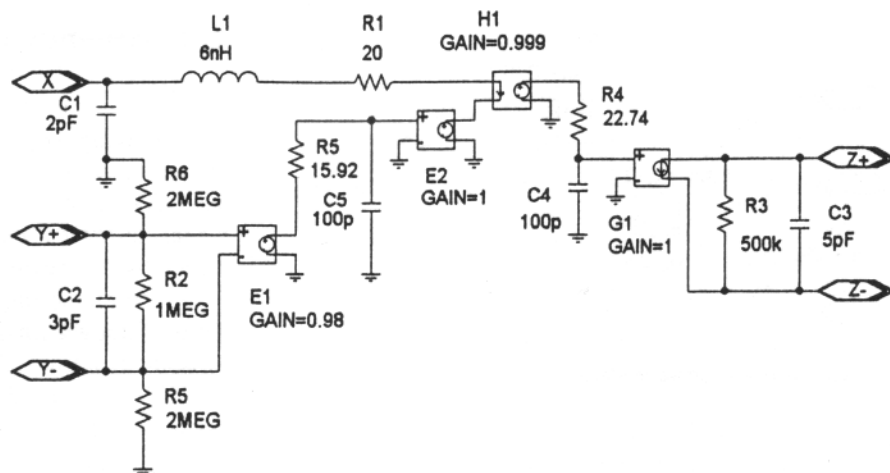 L1
6nH
R1
20
H1
GAIN=0.999
X
C1
2pF
R4
22.74
R6
2MEG
R5
15.92
C5
100p
E2
GAIN=1
Y+
C2
3pF
R2
1MEG
E1
GAIN=0.98
Y-
R5
2MEG
C4
100p
G1
GAIN=1
R3
500k
C3
5pF
Z+
Z-